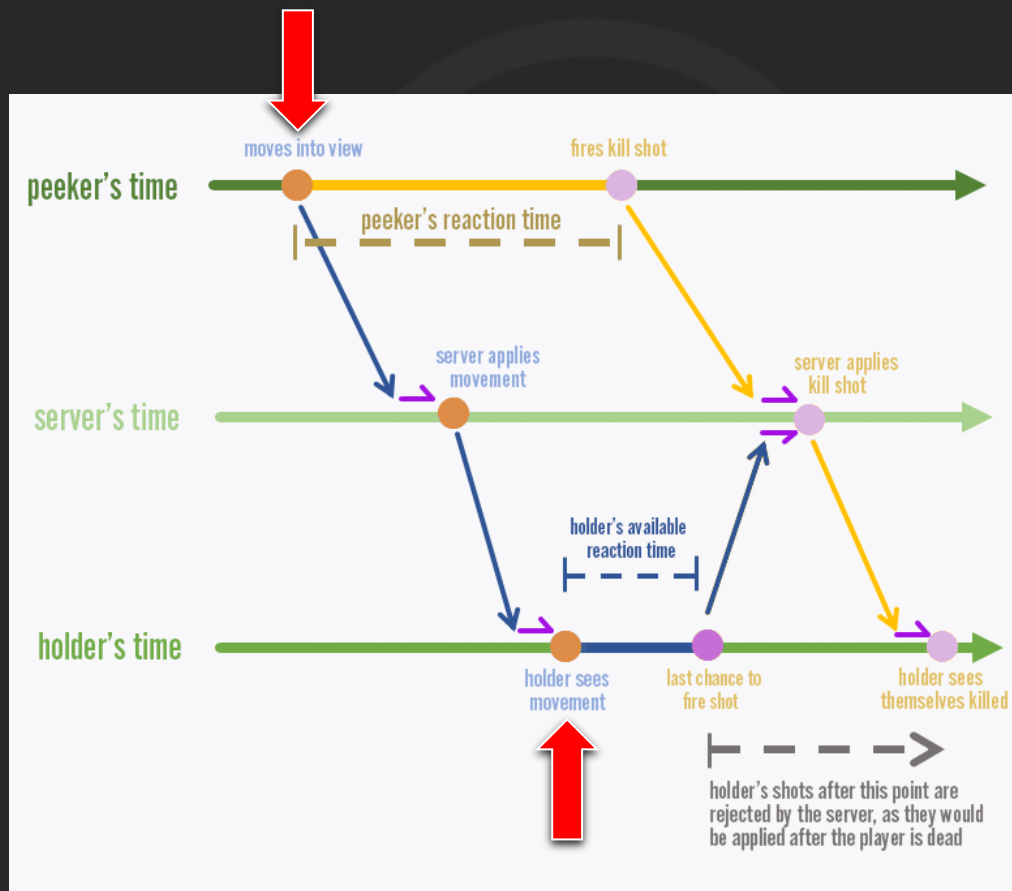 moves into view
fires kill shot
peeker's time
peeker's reaction time
server applies
movement
server applies
kill shot
server's time
holder's available
reaction time
holder's time
holder sees
movement
last chance to
fire shot
holder sees
themselves killed
holder's shots after this point are
rejected by the server, as they would
be applied after the player is dead